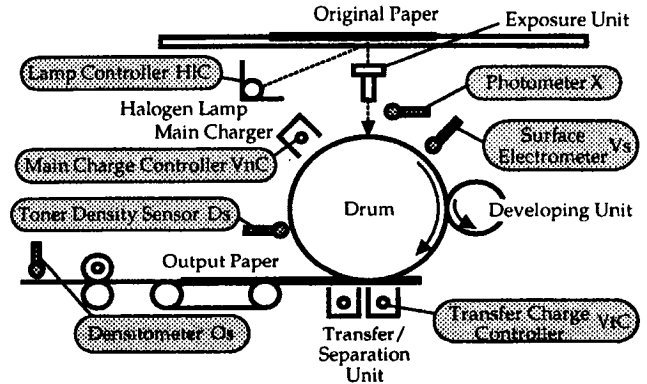 Original Paper
Exposure Unit
Lamp Controller HlC
Photometer X
Halogen Lamp
Main Charger
Surface
Electrometer Vs
Main Charge Controller VnC
Toner Density Sensor Ds
Drum
Developing Unit
Output Paper
Densitometer Os
Transfer/
Separation
Unit
Transfer Charge
Controller VtC